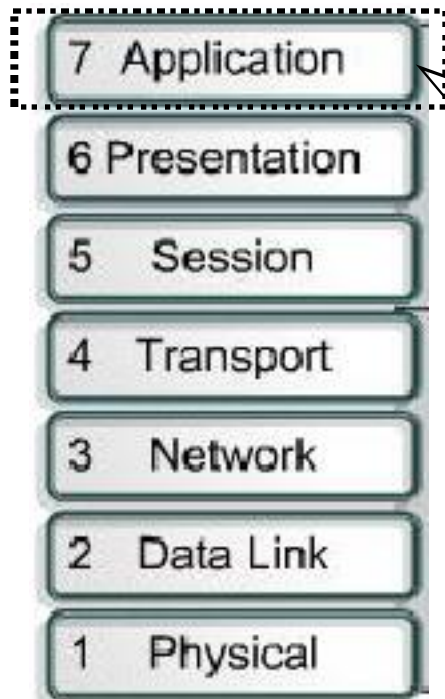 7 Application
6 Presentation
5 Session
4 Transport
3 Network
2 Data Link
1 Physical